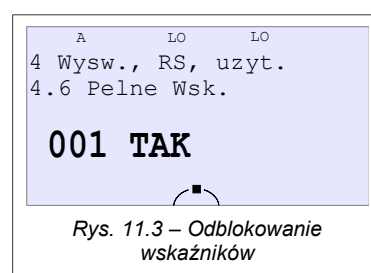 A LO LO
4 Wysw., RS, uzyt.
4.6 Pelne Wsk.
001 TAK
Rys. 11.3 – Odblokowanie
wskaźników